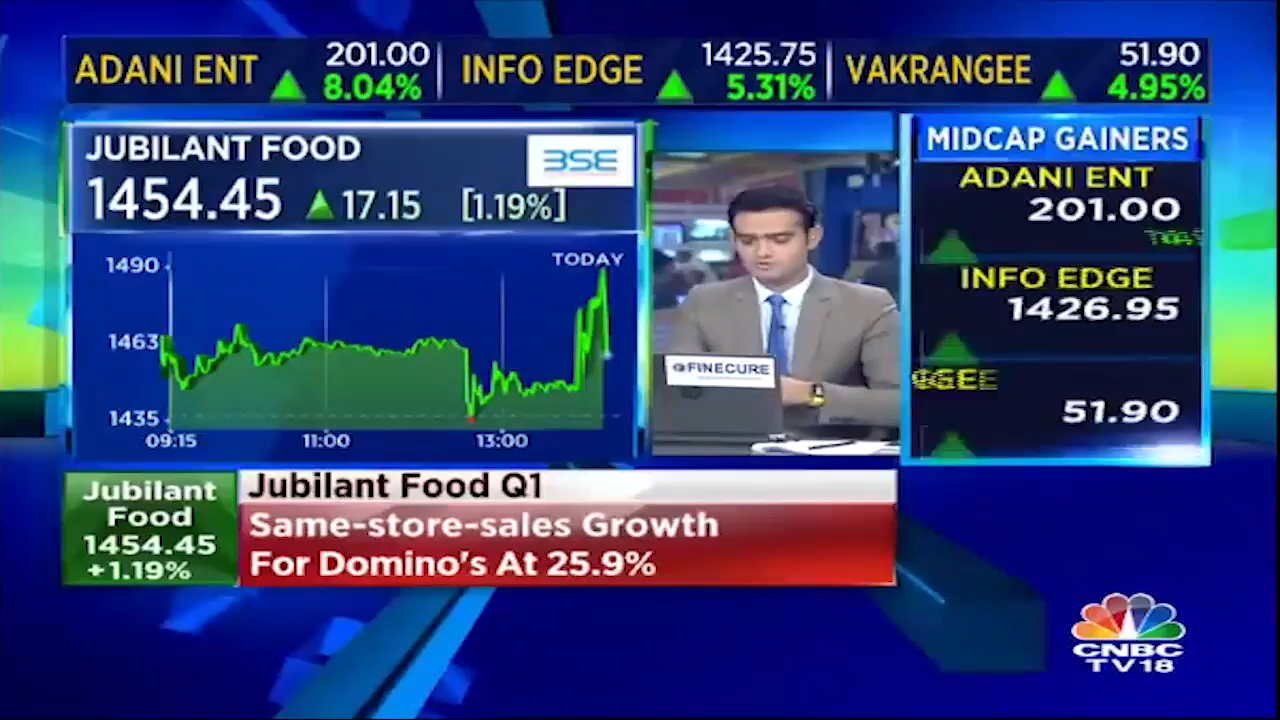 ADANI ENT 201.00 8.04% INFO EDGE 1425.75 5.31% VAKRANGEE 51.90 4.95%
JUBILANT FOOD
BSE
1454.45 17.15 [1.19%]
TODAY
1490
1463
1435
09:15 11:00 13:00
@FINECURE
MIDCAP GAINERS
ADANI ENT
201.00
INFO EDGE
1426.95
51.90
Jubilant
Food
1454.45
+1.19%
Jubilant Food Q1
Same-store-sales Growth
For Domino's At 25.9%
CNBC
TV18